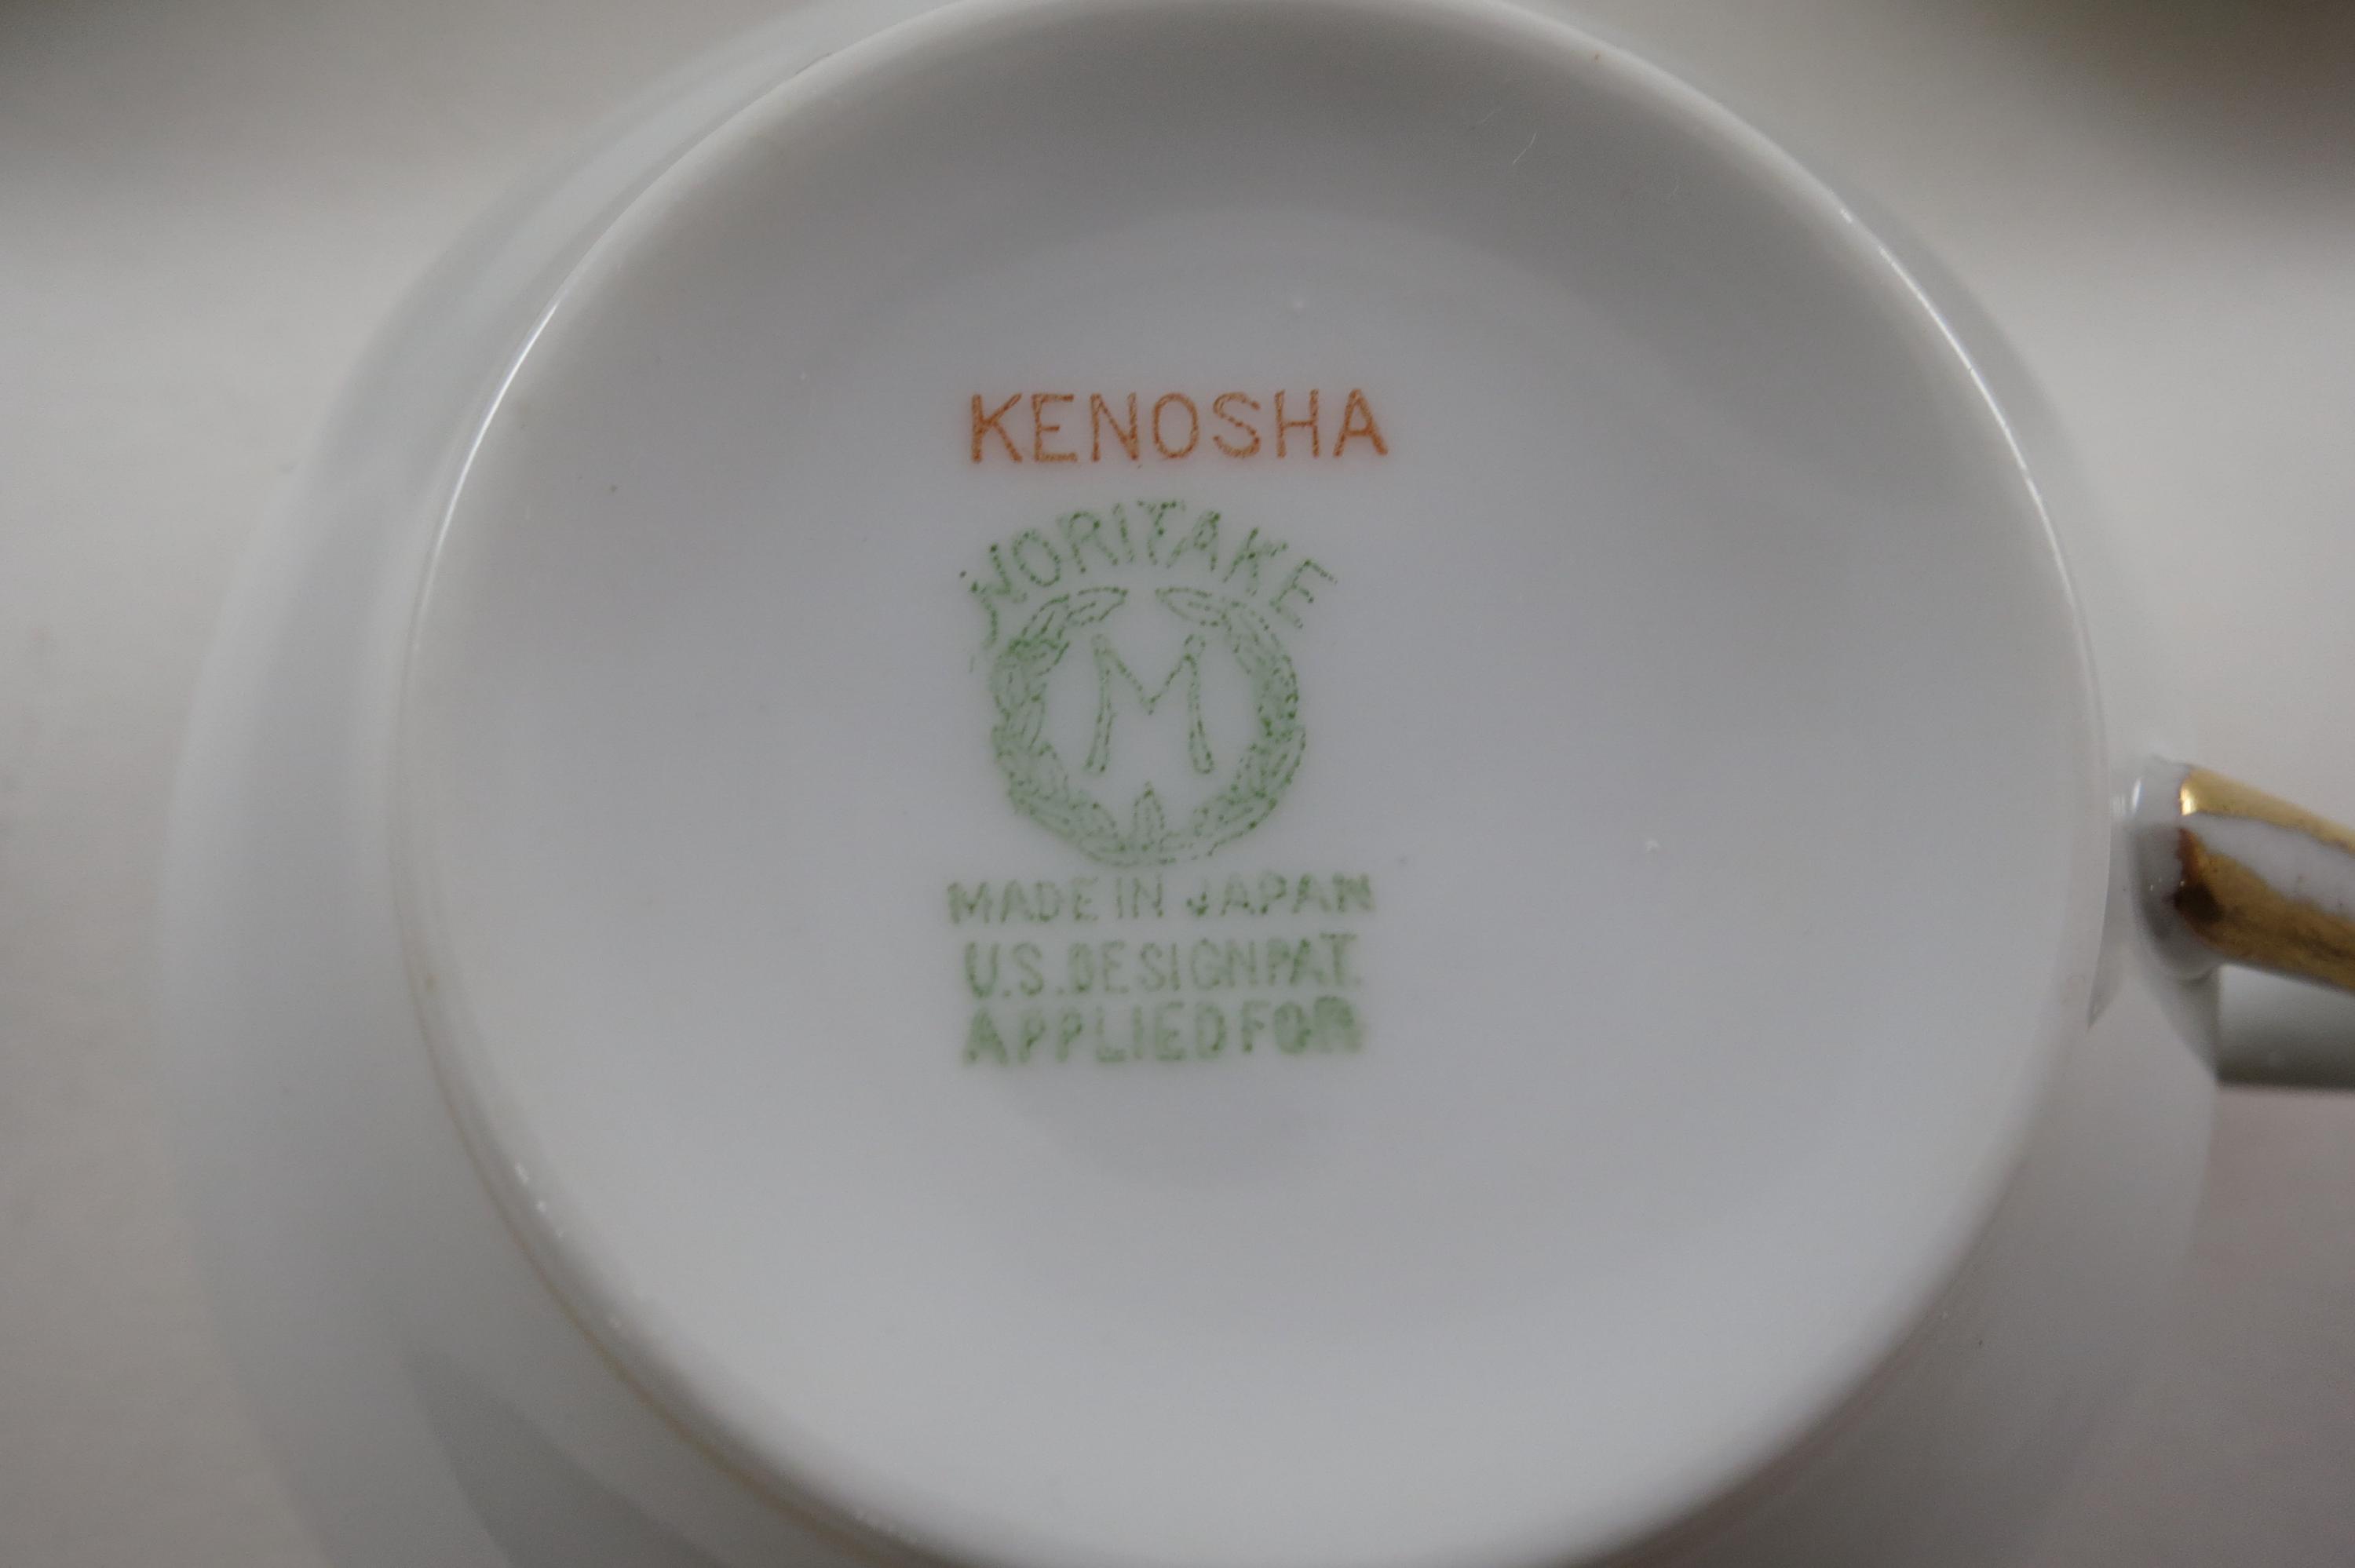 KENOSHA
NORITAKE
M
MADE IN JAPAN
U.S. DESIGN PAT.
APPLIED FOR